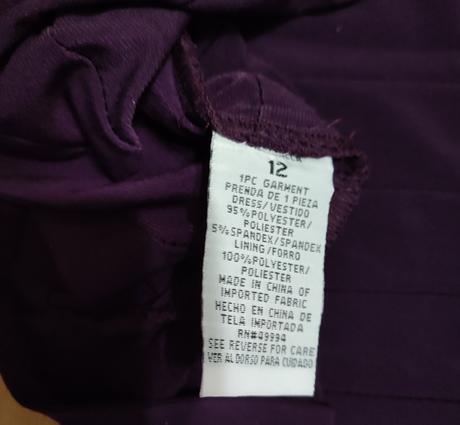 12
1PC GARMENT
PRENDA DE 1 PIEZA
DRESS/VESTIDO
95%POLYESTER/
POLIESTER
5%SPANDEX/SPANDEX
LINING/FORRO
100%POLYESTER/
POLIESTER
MADE IN CHINA OF
IMPORTED FABRIC
HECHO EN CHINA DE
TELA IMPORTADA
RN#49994
SEE REVERSE FOR CARE
VER AL DORSO PARA CUIDADO